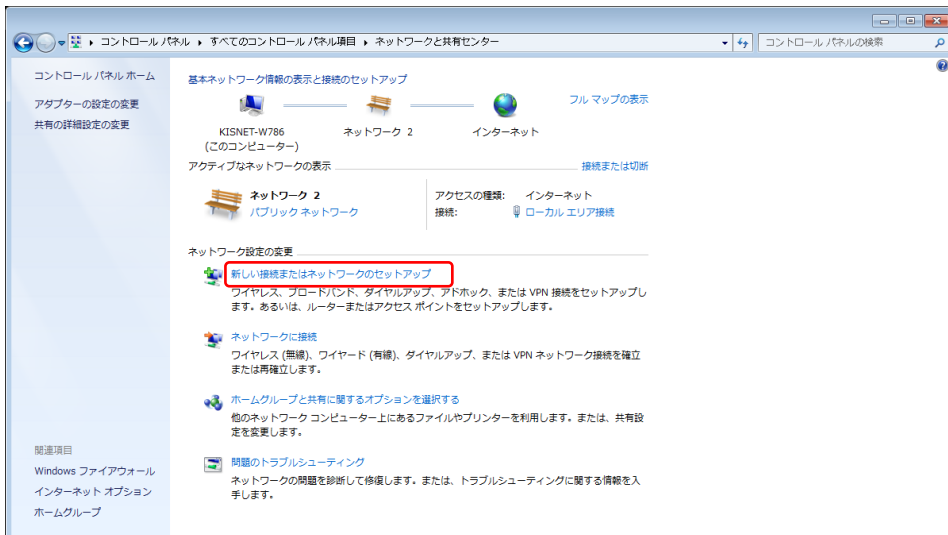 コントロール パネル ▸ すべてのコントロール パネル項目 ▸ ネットワークと共有センター
コントロール パネルの検索
コントロール パネル ホーム
アダプターの設定の変更
共有の詳細設定の変更
基本ネットワーク情報の表示と接続のセットアップ
フル マップの表示
KISNET-W786
(このコンピューター)
ネットワーク 2
インターネット
アクティブなネットワークの表示
接続または切断
ネットワーク 2
パブリック ネットワーク
アクセスの種類: インターネット
接続: ローカル エリア接続
ネットワーク設定の変更
新しい接続またはネットワークのセットアップ
ワイヤレス、ブロードバンド、ダイヤルアップ、アドホック、または VPN 接続をセットアップし
ます。あるいは、ルーターまたはアクセス ポイントをセットアップします。
ネットワークに接続
ワイヤレス (無線)、ワイヤード (有線)、ダイヤルアップ、または VPN ネットワーク接続を確立
または再確立します。
ホームグループと共有に関するオプションを選択する
他のネットワーク コンピューター上にあるファイルやプリンターを利用します。または、共有設
定を変更します。
問題のトラブルシューティング
ネットワークの問題を診断して修復します。または、トラブルシューティングに関する情報を入
手します。
関連項目
Windows ファイアウォール
インターネット オプション
ホームグループ